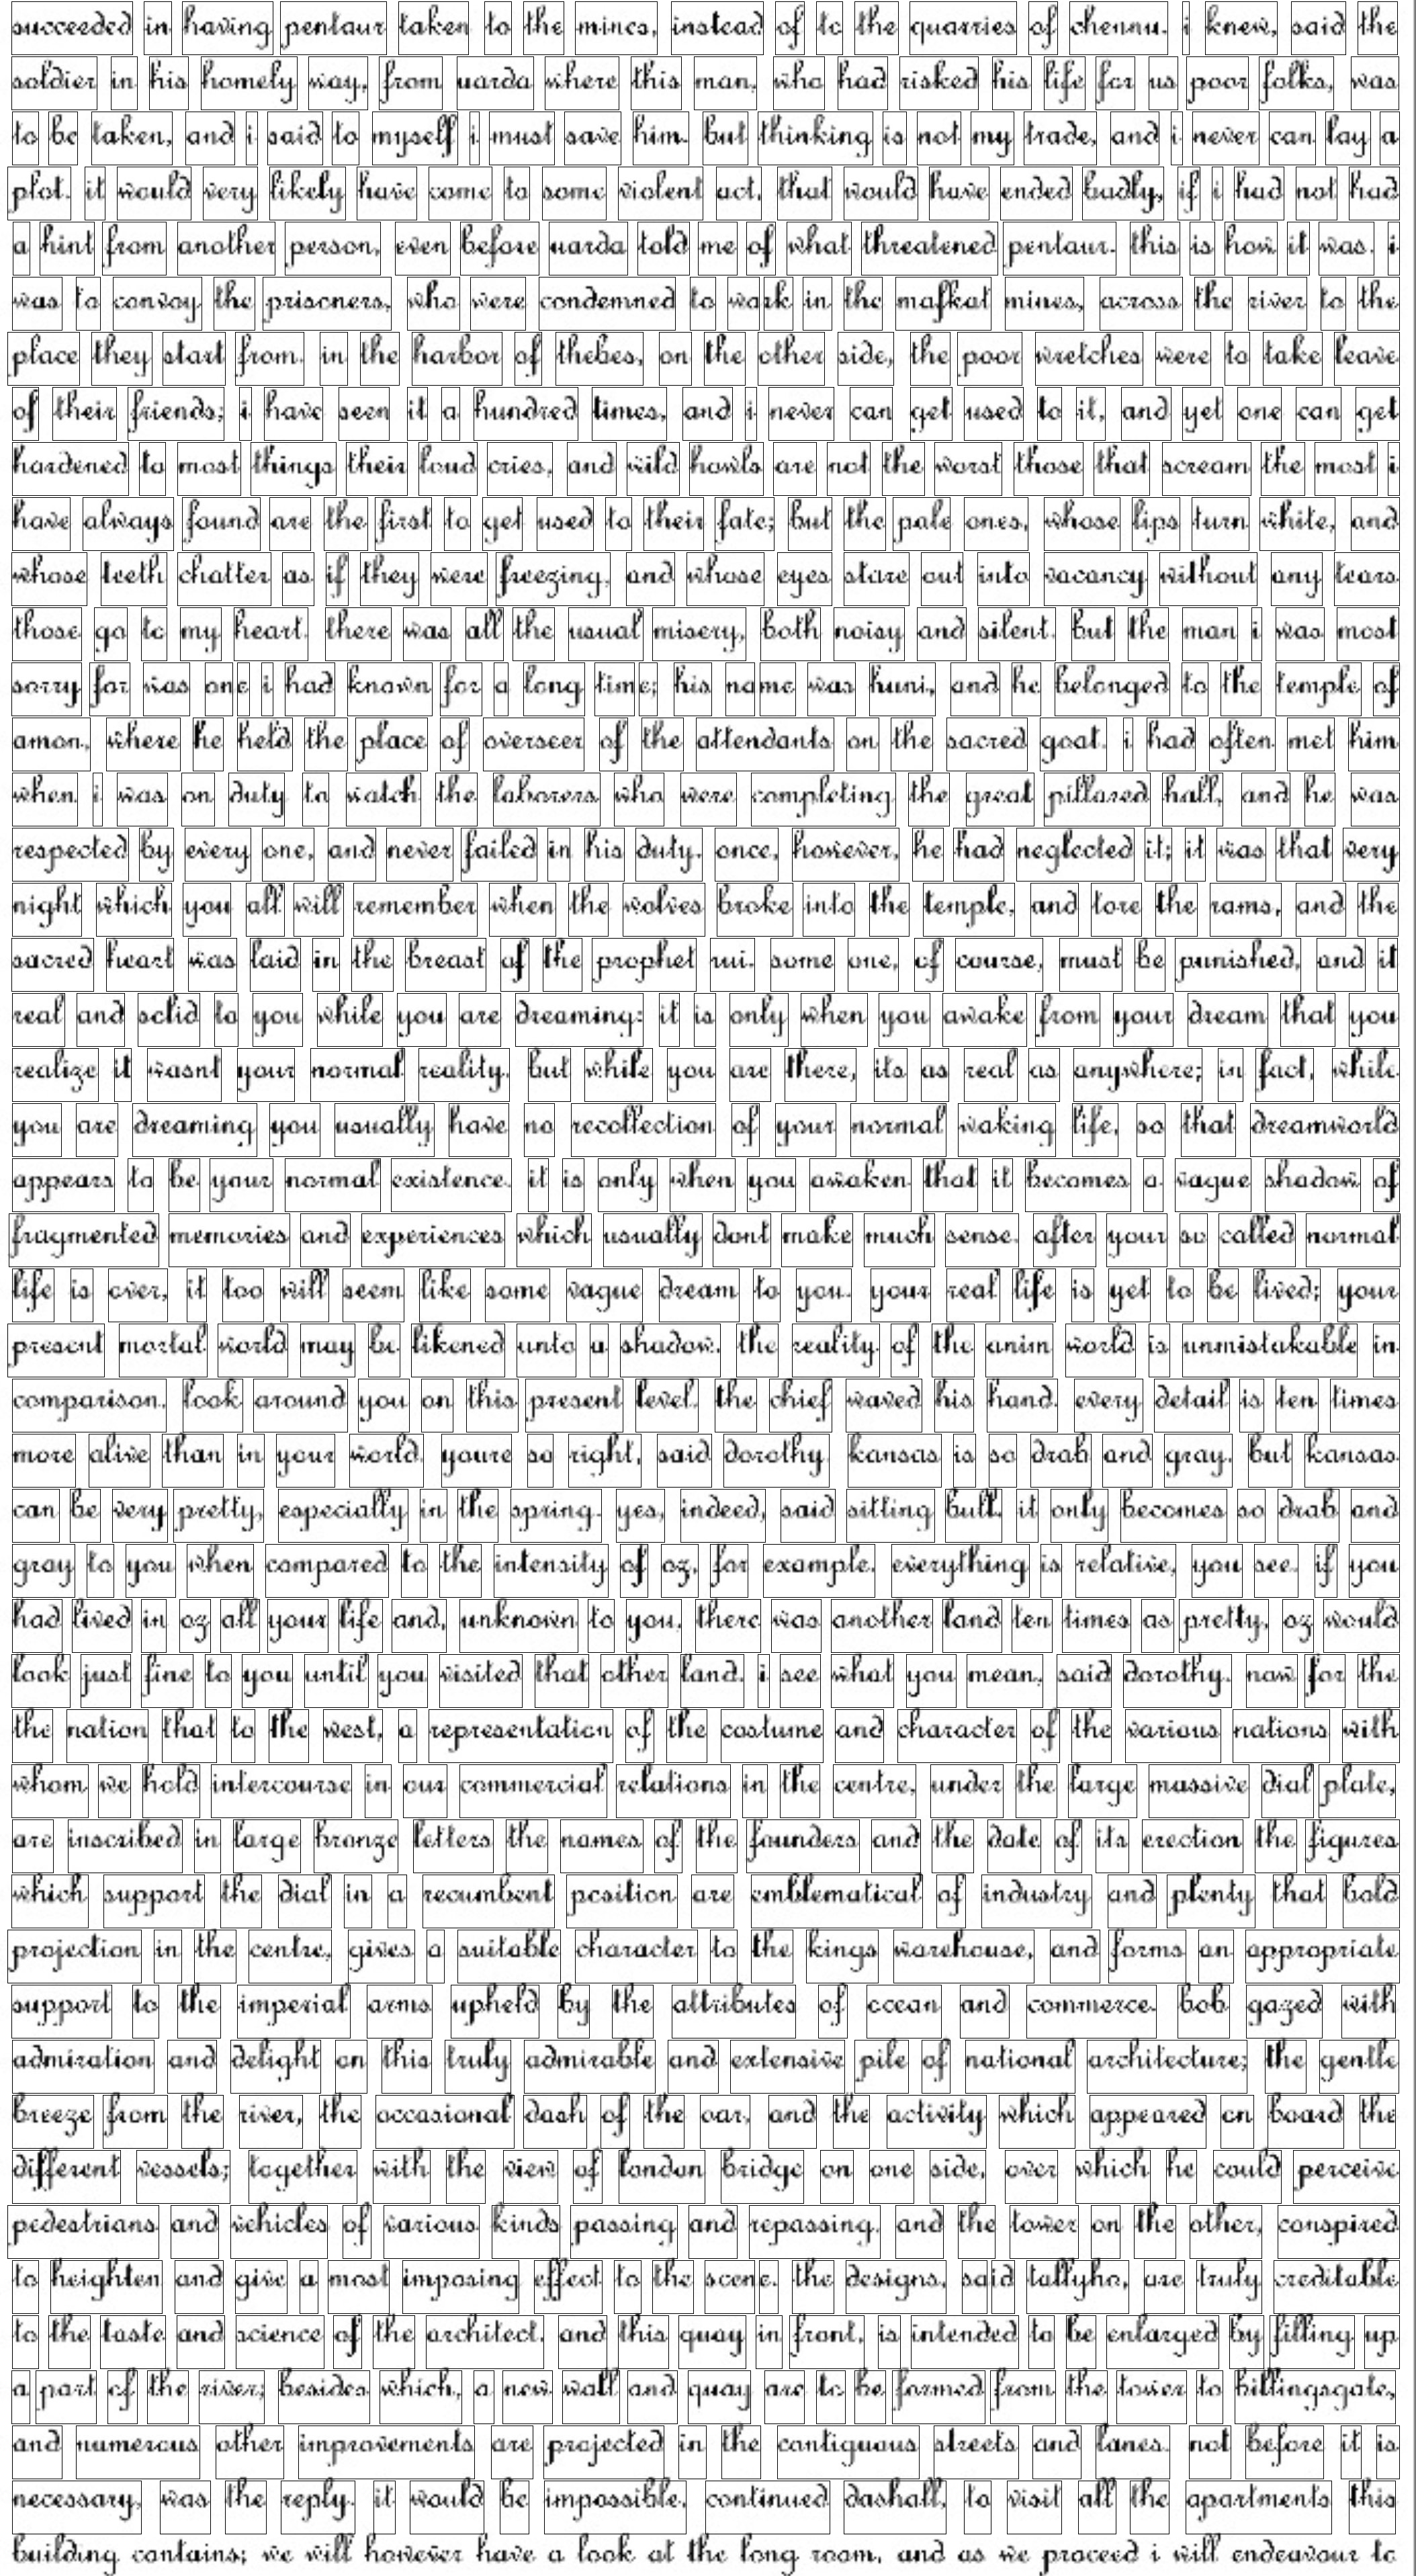 succeeded in having pentaur taken to the mines, instead of to the quarries of chennu. i knew, said the
soldier in his homely way, from uarda where this man, who had risked his life for us poor folks, was
to be taken, and i said to myself i must save him. but thinking is not my trade, and i never can lay a
plot. it would very likely have come to some violent act, that would have ended badly, if i had not had
a hint from another person, even before uarda told me of what threatened pentaur. this is how it was. i
was to convoy the prisoners, who were condemned to work in the mafkat mines, across the river to the
place they start from. in the harbor of thebes, on the other side, the poor wretches were to take leave
of their friends; i have seen it a hundred times, and i never can get used to it, and yet one can get
hardened to most things their loud cries, and wild howls are not the worst those that scream the most i
have always found are the first to get used to their fate; but the pale ones, whose lips turn white, and
whose teeth chatter as if they were freezing, and whose eyes stare out into vacancy without any tears
those go to my heart. there was all the usual misery, both noisy and silent. but the man i was most
sorry for was one i had known for a long time; his name was huni, and he belonged to the temple of
amon, where he held the place of overseer of the attendants on the sacred goat. i had often met him
when i was on duty to watch the laborers who were completing the great pillared hall, and he was
respected by every one, and never failed in his duty. once, however, he had neglected it; it was that very
night which you all will remember when the wolves broke into the temple, and tore the rams, and the
sacred heart was laid in the breast of the prophet rui. some one, of course, must be punished, and it
real and solid to you while you are dreaming: it is only when you awake from your dream that you
realize it wasnt your normal reality. but while you are there, its as real as anywhere; in fact, while
you are dreaming you usually have no recollection of your normal waking life, so that dreamworld
appears to be your normal existence. it is only when you awaken that it becomes a vague shadow of
fragmented memories and experiences which usually dont make much sense. after your so called normal
life is over, it too will seem like some vague dream to you. your real life is yet to be lived; your
present mortal world may be likened unto a shadow. the reality of the anim world is unmistakable in
comparison. look around you on this present level. the chief waved his hand. every detail is ten times
more alive than in your world. youre so right, said dorothy. kansas is so drab and gray. but kansas
can be very pretty, especially in the spring. yes, indeed, said sitting bull. it only becomes so drab and
gray to you when compared to the intensity of oz, for example. everything is relative, you see. if you
had lived in oz all your life and, unknown to you, there was another land ten times as pretty, oz would
look just fine to you until you visited that other land. i see what you mean, said dorothy. now for the
the nation that to the west, a representation of the costume and character of the various nations with
whom we hold intercourse in our commercial relations in the centre, under the large massive dial plate,
are inscribed in large bronze letters the names of the founders and the date of its erection the figures
which support the dial in a recumbent position are emblematical of industry and plenty that bold
projection in the centre, gives a suitable character to the kings warehouse, and forms an appropriate
support to the imperial arms upheld by the attributes of ocean and commerce. bob gazed with
admiration and delight on this truly admirable and extensive pile of national architecture; the gentle
breeze from the river, the occasional dash of the oar, and the activity which appeared on board the
different vessels; together with the view of london bridge on one side, over which he could perceive
pedestrians and vehicles of various kinds passing and repassing, and the tower on the other, conspired
to heighten and give a most imposing effect to the scene. the designs, said tallyho, are truly creditable
to the taste and science of the architect. and this quay in front, is intended to be enlarged by filling up
a part of the river; besides which, a new wall and quay are to be formed from the tower to billingsgate,
and numerous other improvements are projected in the contiguous streets and lanes. not before it is
necessary, was the reply. it would be impossible, continued dashall, to visit all the apartments this
building contains; we will however have a look at the long room, and as we proceed i will endeavour to